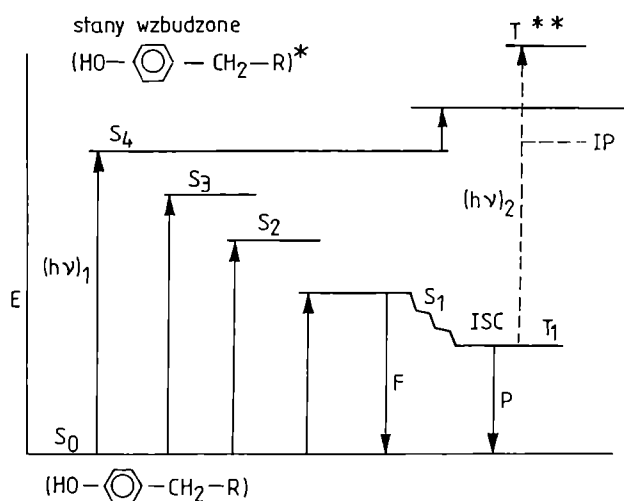 stany wzbudzone
(HO— —CH₂—R)*
T**
S₄
IP
S₃
(hν)₁
(hν)₂
S₂
E
S₁
ISC
T₁
F
P
S₀
(HO— —CH₂—R)